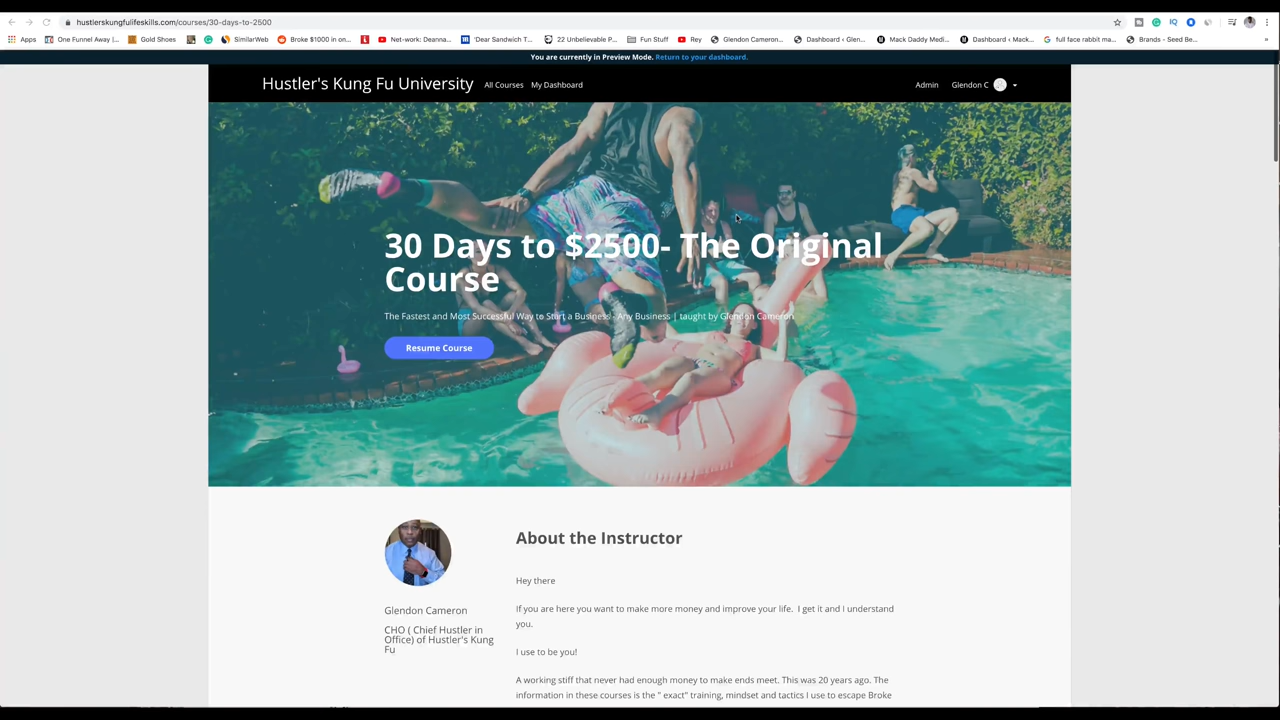 hustlerskungfulifeskills.com/courses/30-days-to-2500
Apps One Funnel Away |... Gold Shoes SimilarWeb Broke $1000 in on... Net-work: Deanna... 'Dear Sandwich T... 22 Unbelievable P... Fun Stuff Rey Glendon Cameron... Dashboard ‹ Glen... Mack Daddy Medi... Dashboard ‹ Mack... full face rabbit ma... Brands - Seed Be... »
You are currently in Preview Mode. Return to your dashboard.
Hustler's Kung Fu University All Courses My Dashboard Admin Glendon C
30 Days to $2500- The Original
Course
The Fastest and Most Successful Way to Start a Business - Any Business | taught by Glendon Cameron
Resume Course
About the Instructor
Hey there
If you are here you want to make more money and improve your life. I get it and I understand
you.
I use to be you!
A working stiff that never had enough money to make ends meet. This was 20 years ago. The
information in these courses is the " exact" training, mindset and tactics I use to escape Broke
Glendon Cameron
CHO ( Chief Hustler in
Office) of Hustler's Kung
Fu